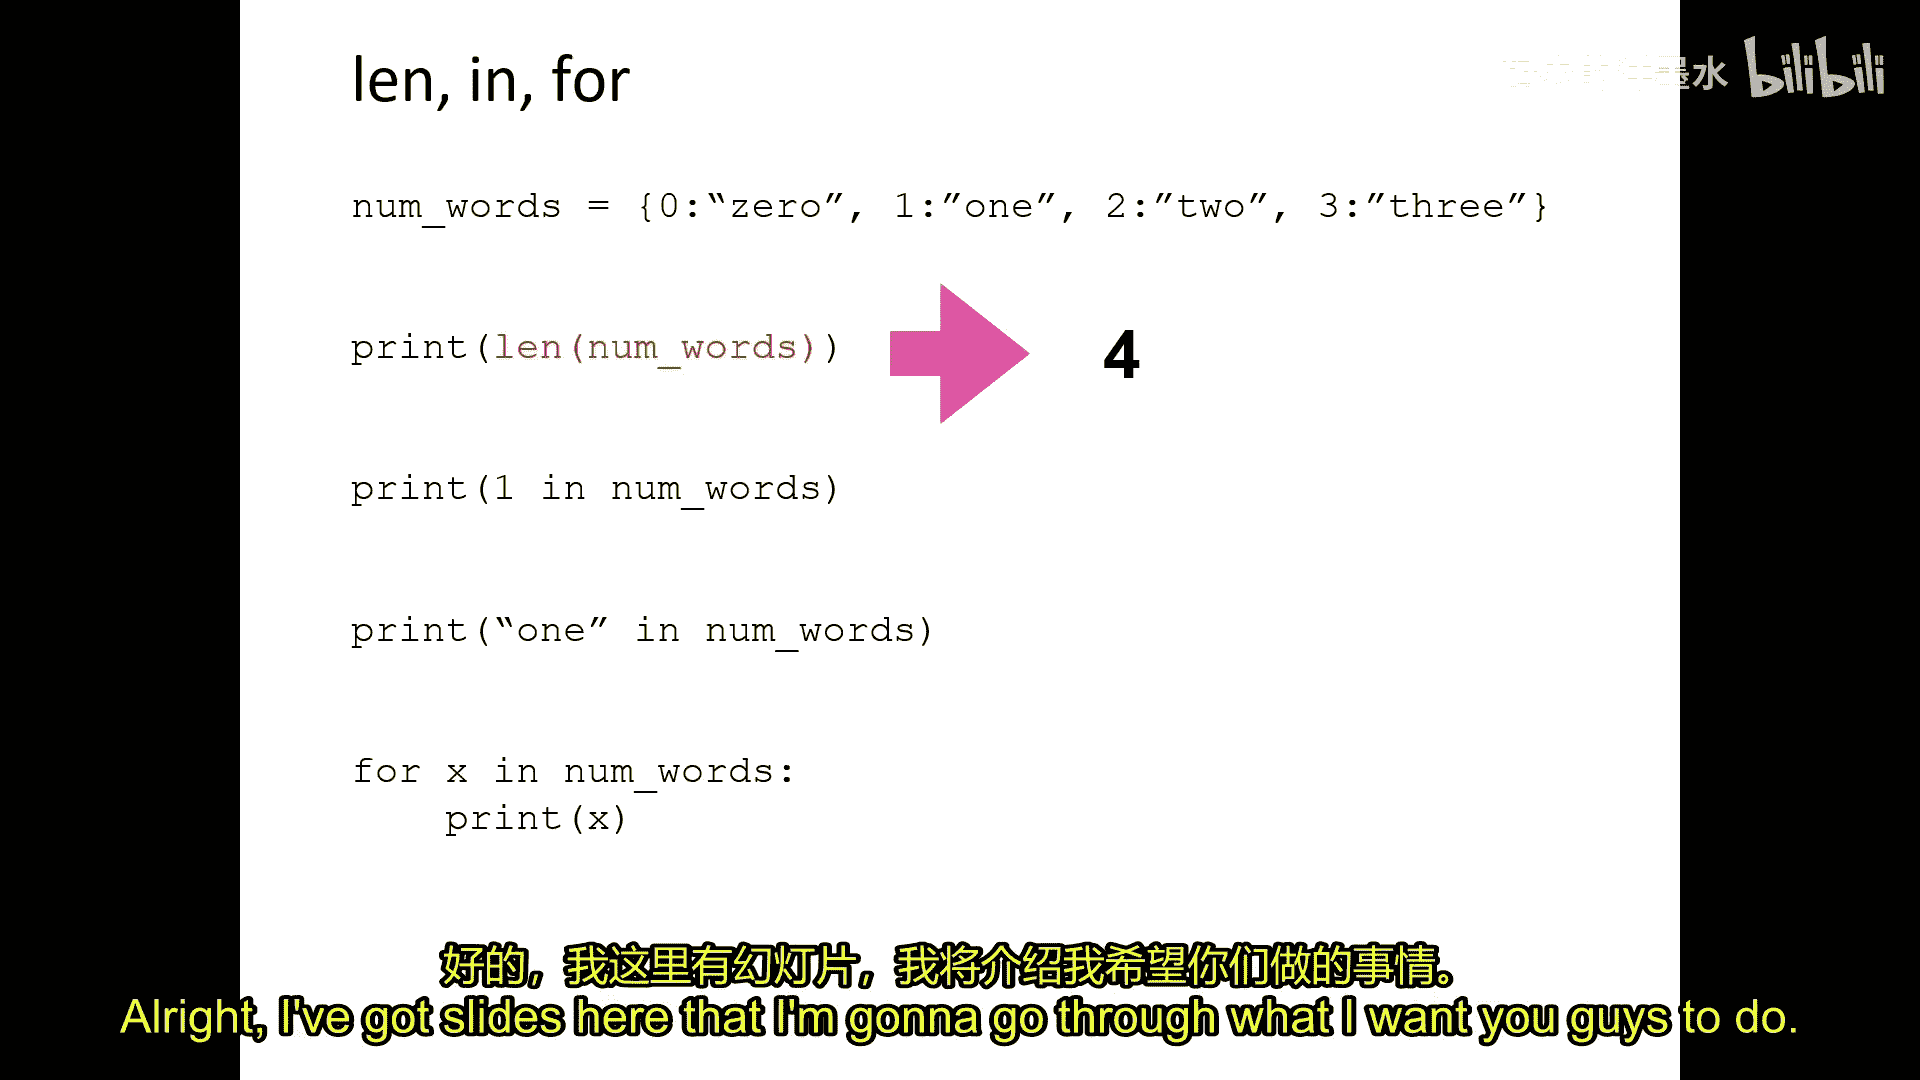 len, in, for
墨水 bilibili
num_words = {0:“zero”, 1:”one”, 2:”two”, 3:”three”}
print(len(num_words)) 4
print(1 in num_words)
print(“one” in num_words)
for x in num_words:
print(x)
好的，我这里有幻灯片，我将介绍我希望你们做的事情。
Alright, I've got slides here that I'm gonna go through what I want you guys to do.